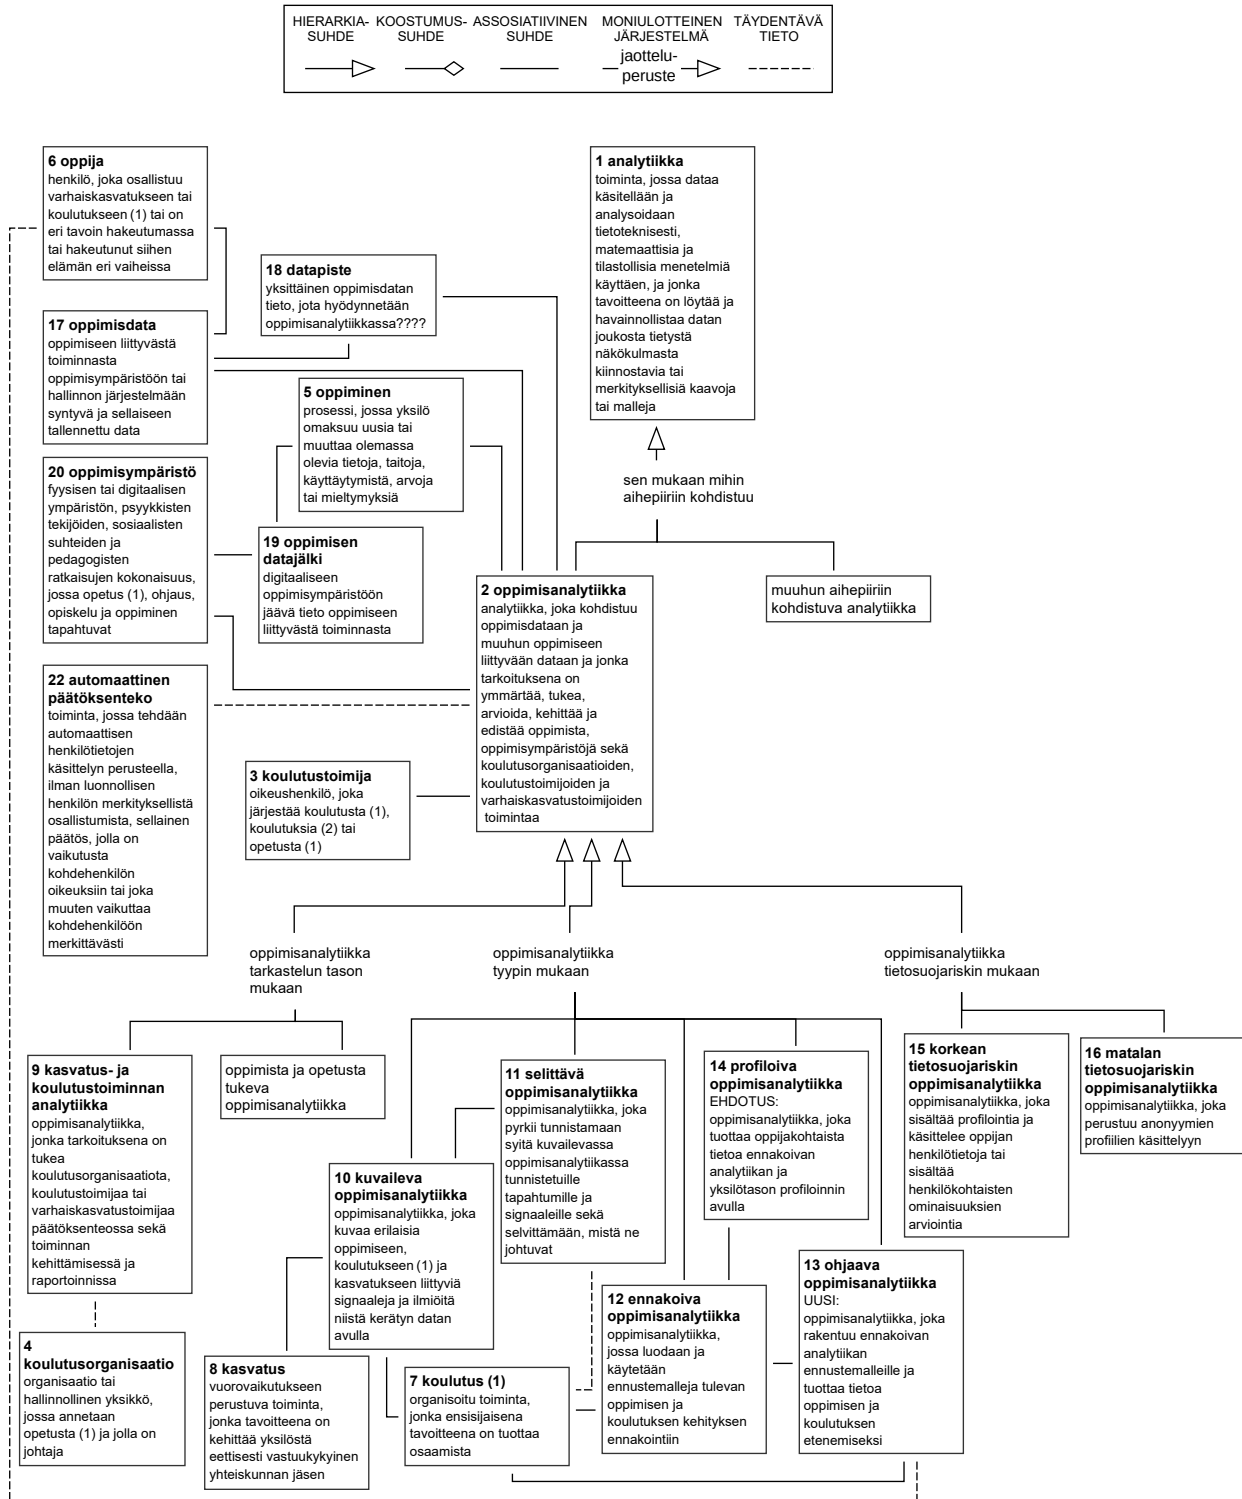 HIERARKIA-
SUHDE
KOOSTUMUS-
SUHDE
ASSOSIATIIVINEN
SUHDE
MONIULOTTEINEN
JÄRJESTELMÄ
jaottelu-
peruste
TÄYDENTÄVÄ
TIETO
6 oppija
henkilö, joka osallistuu
varhaiskasvatukseen tai
koulutukseen (1) tai on
eri tavoin hakeutumassa
tai hakeutunut siihen
elämän eri vaiheissa
1 analytiikka
toiminta, jossa dataa
käsitellään ja
analysoidaan
tietoteknisesti,
matemaattisia ja
tilastollisia menetelmiä
käyttäen, ja jonka
tavoitteena on löytää ja
havainnollistaa datan
joukosta tietystä
näkökulmasta
kiinnostavia tai
merkityksellisiä kaavoja
tai malleja
18 datapiste
yksittäinen oppimisdatan
tieto, jota hyödynnetään
oppimisanalytiikkassa????
17 oppimisdata
oppimiseen liittyvästä
toiminnasta
oppimisympäristöön tai
hallinnon järjestelmään
syntyvä ja sellaiseen
tallennettu data
5 oppiminen
prosessi, jossa yksilö
omaksuu uusia tai
muuttaa olemassa
olevia tietoja, taitoja,
käyttäytymistä, arvoja
tai mieltymyksiä
sen mukaan mihin
aihepiiriin kohdistuu
20 oppimisympäristö
fyysisen tai digitaalisen
ympäristön, psyykkisten
tekijöiden, sosiaalisten
suhteiden ja
pedagogisten
ratkaisujen kokonaisuus,
jossa opetus (1), ohjaus,
opiskelu ja oppiminen
tapahtuvat
19 oppimisen
datajälki
digitaaliseen
oppimisympäristöön
jäävä tieto oppimiseen
liittyvästä toiminnasta
2 oppimisanalytiikka
analytiikka, joka kohdistuu
oppimisdataan ja
muuhun oppimiseen
liittyvään dataan ja jonka
tarkoituksena on
ymmärtää, tukea,
arvioida, kehittää ja
edistää oppimista,
oppimisympäristöjä sekä
koulutusorganisaatioiden,
koulutustoimijoiden ja
varhaiskasvatustoimijoiden
toimintaa
muuhun aihepiiriin
kohdistuva analytiikka
22 automaattinen
päätöksenteko
toiminta, jossa tehdään
automaattisen
henkilötietojen
käsittelyn perusteella,
ilman luonnollisen
henkilön merkityksellistä
osallistumista, sellainen
päätös, jolla on
vaikutusta
kohdehenkilön
oikeuksiin tai joka
muuten vaikuttaa
kohdehenkilöön
merkittävästi
3 koulutustoimija
oikeushenkilö, joka
järjestää koulutusta (1),
koulutuksia (2) tai
opetusta (1)
oppimisanalytiikka
tarkastelun tason
mukaan
oppimisanalytiikka
tyypin mukaan
oppimisanalytiikka
tietosuojariskin mukaan
9 kasvatus- ja
koulutustoiminnan
analytiikka
oppimisanalytiikka,
jonka tarkoituksena on
tukea
koulutusorganisaatiota,
koulutustoimijaa tai
varhaiskasvatustoimijaa
päätöksenteossa sekä
toiminnan
kehittämisessä ja
raportoinnissa
oppimista ja opetusta
tukeva
oppimisanalytiikka
11 selittävä
oppimisanalytiikka
oppimisanalytiikka, joka
pyrkii tunnistamaan
syitä kuvailevassa
oppimisanalytiikassa
tunnistetuille
tapahtumille ja
signaaleille sekä
selvittämään, mistä ne
johtuvat
14 profiloiva
oppimisanalytiikka
EHDOTUS:
oppimisanalytiikka, joka
tuottaa oppijakohtaista
tietoa ennakoivan
analytiikan ja
yksilötason profiloinnin
avulla
15 korkean
tietosuojariskin
oppimisanalytiikka
oppimisanalytiikka, joka
sisältää profilointia ja
käsittelee oppijan
henkilötietoja tai
sisältää
henkilökohtaisten
ominaisuuksien
arviointia
16 matalan
tietosuojariskin
oppimisanalytiikka
oppimisanalytiikka, joka
perustuu anonyymien
profiilien käsittelyyn
10 kuvaileva
oppimisanalytiikka
oppimisanalytiikka, joka
kuvaa erilaisia
oppimiseen,
koulutukseen (1) ja
kasvatukseen liittyviä
signaaleja ja ilmiöitä
niistä kerätyn datan
avulla
13 ohjaava
oppimisanalytiikka
UUSI:
oppimisanalytiikka, joka
rakentuu ennakoivan
analytiikan
ennustemalleille ja
tuottaa tietoa
oppimisen ja
koulutuksen
etenemiseksi
12 ennakoiva
oppimisanalytiikka
oppimisanalytiikka,
jossa luodaan ja
käytetään
ennustemalleja tulevan
oppimisen ja
koulutuksen kehityksen
ennakointiin
4
koulutusorganisaatio
organisaatio tai
hallinnollinen yksikkö,
jossa annetaan
opetusta (1) ja jolla on
johtaja
8 kasvatus
vuorovaikutukseen
perustuva toiminta,
jonka tavoitteena on
kehittää yksilöstä
eettisesti vastuukykyinen
yhteiskunnan jäsen
7 koulutus (1)
organisoitu toiminta,
jonka ensisijaisena
tavoitteena on tuottaa
osaamista